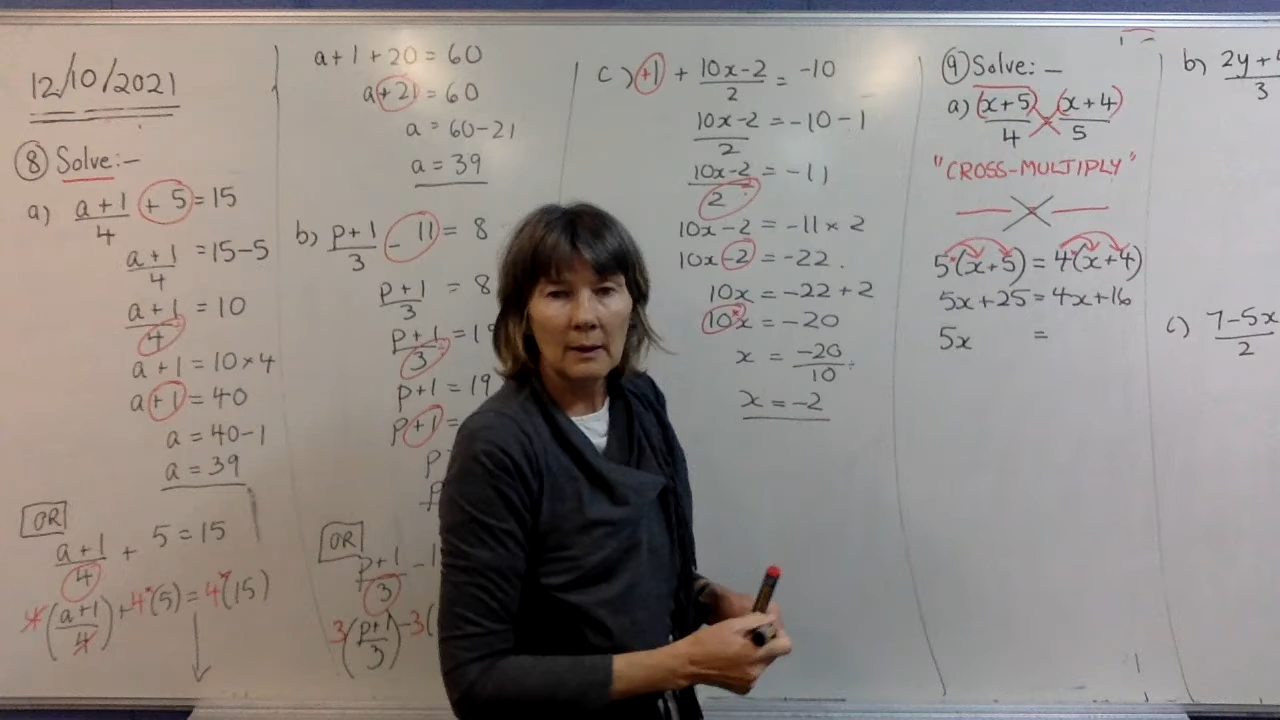 12/10/2021
⑧ Solve:-
a) (a+1)/4 + 5 = 15
(a+1)/4 = 15-5
(a+1)/4 = 10
a+1 = 10×4
a+1 = 40
a = 40-1
a = 39
OR
(a+1)/4 + 5 = 15
4((a+1)/4) + 4(5) = 4(15)
a+1+20 = 60
a+21 = 60
a = 60-21
a = 39
b) (p+1)/3 - 11 = 8
(p+1)/3 = 8
(p+1)/3 = 19
p+1 = 19
p+1 =
p
OR
(p+1)/3 -
3((p+1)/3) - 3(
c) +1 + (10x-2)/2 = -10
(10x-2)/2 = -10-1
(10x-2)/2 = -11
10x-2 = -11×2
10x-2 = -22
10x = -22+2
10x = -20
x = -20/10
x = -2
⑨ Solve:-
a) (x+5)/4 (x+4)/5
"CROSS-MULTIPLY"
5(x+5) = 4(x+4)
5x+25 = 4x+16
5x =
b) 2y+4/3
c) 7-5x/2